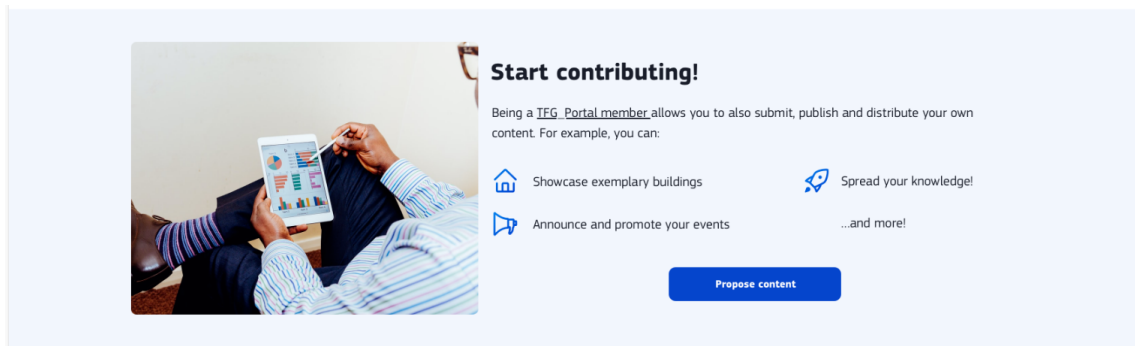 Start contributing!
Being a TFG Portal member allows you to also submit, publish and distribute your own
content. For example, you can:
Showcase exemplary buildings
Spread your knowledge!
Announce and promote your events
...and more!
Propose content